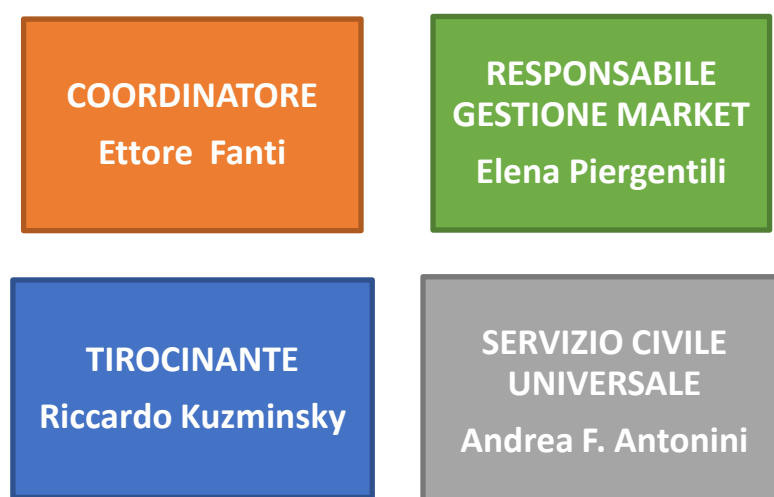 COORDINATORE
Ettore Fanti
RESPONSABILE
GESTIONE MARKET
Elena Piergentili
TIROCINANTE
Riccardo Kuzminsky
SERVIZIO CIVILE
UNIVERSALE
Andrea F. Antonini